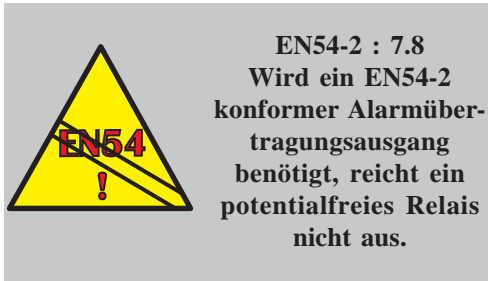 EN54-2 : 7.8
Wird ein EN54-2
konformer Alarmüber-
tragungsausgang
benötigt, reicht ein
potentialfreies Relais
nicht aus.
EN54
!